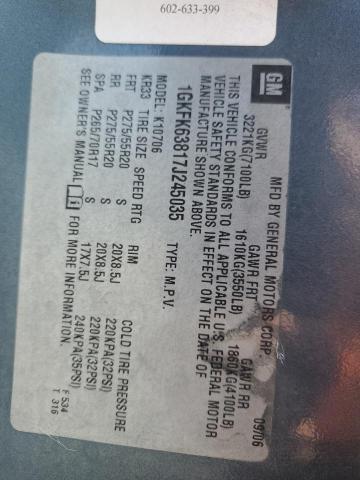 602-633-399
GM
MFD BY GENERAL MOTORS CORP. 09/06
GVWR GAWR FRT GAWR RR
3221KG(7100LB) 1610KG(3550LB) 1860KG(4100LB)
THIS VEHICLE CONFORMS TO ALL APPLICABLE U.S. FEDERAL MOTOR
VEHICLE SAFETY STANDARDS IN EFFECT ON THE DATE OF
MANUFACTURE SHOWN ABOVE.
1GKFK63817J245035 TYPE: M.P.V.
MODEL: K10706
KR33 TIRE SIZE SPEED RTG RIM COLD TIRE PRESSURE
FRT P275/55R20 S 20X8.5J 220KPA(32PSI)
RR P275/55R20 S 20X8.5J 220KPA(32PSI)
SPA P265/70R17 S 17X7.5J 240KPA(35PSI)
SEE OWNER'S MANUAL FOR MORE INFORMATION.
F 534
T 316